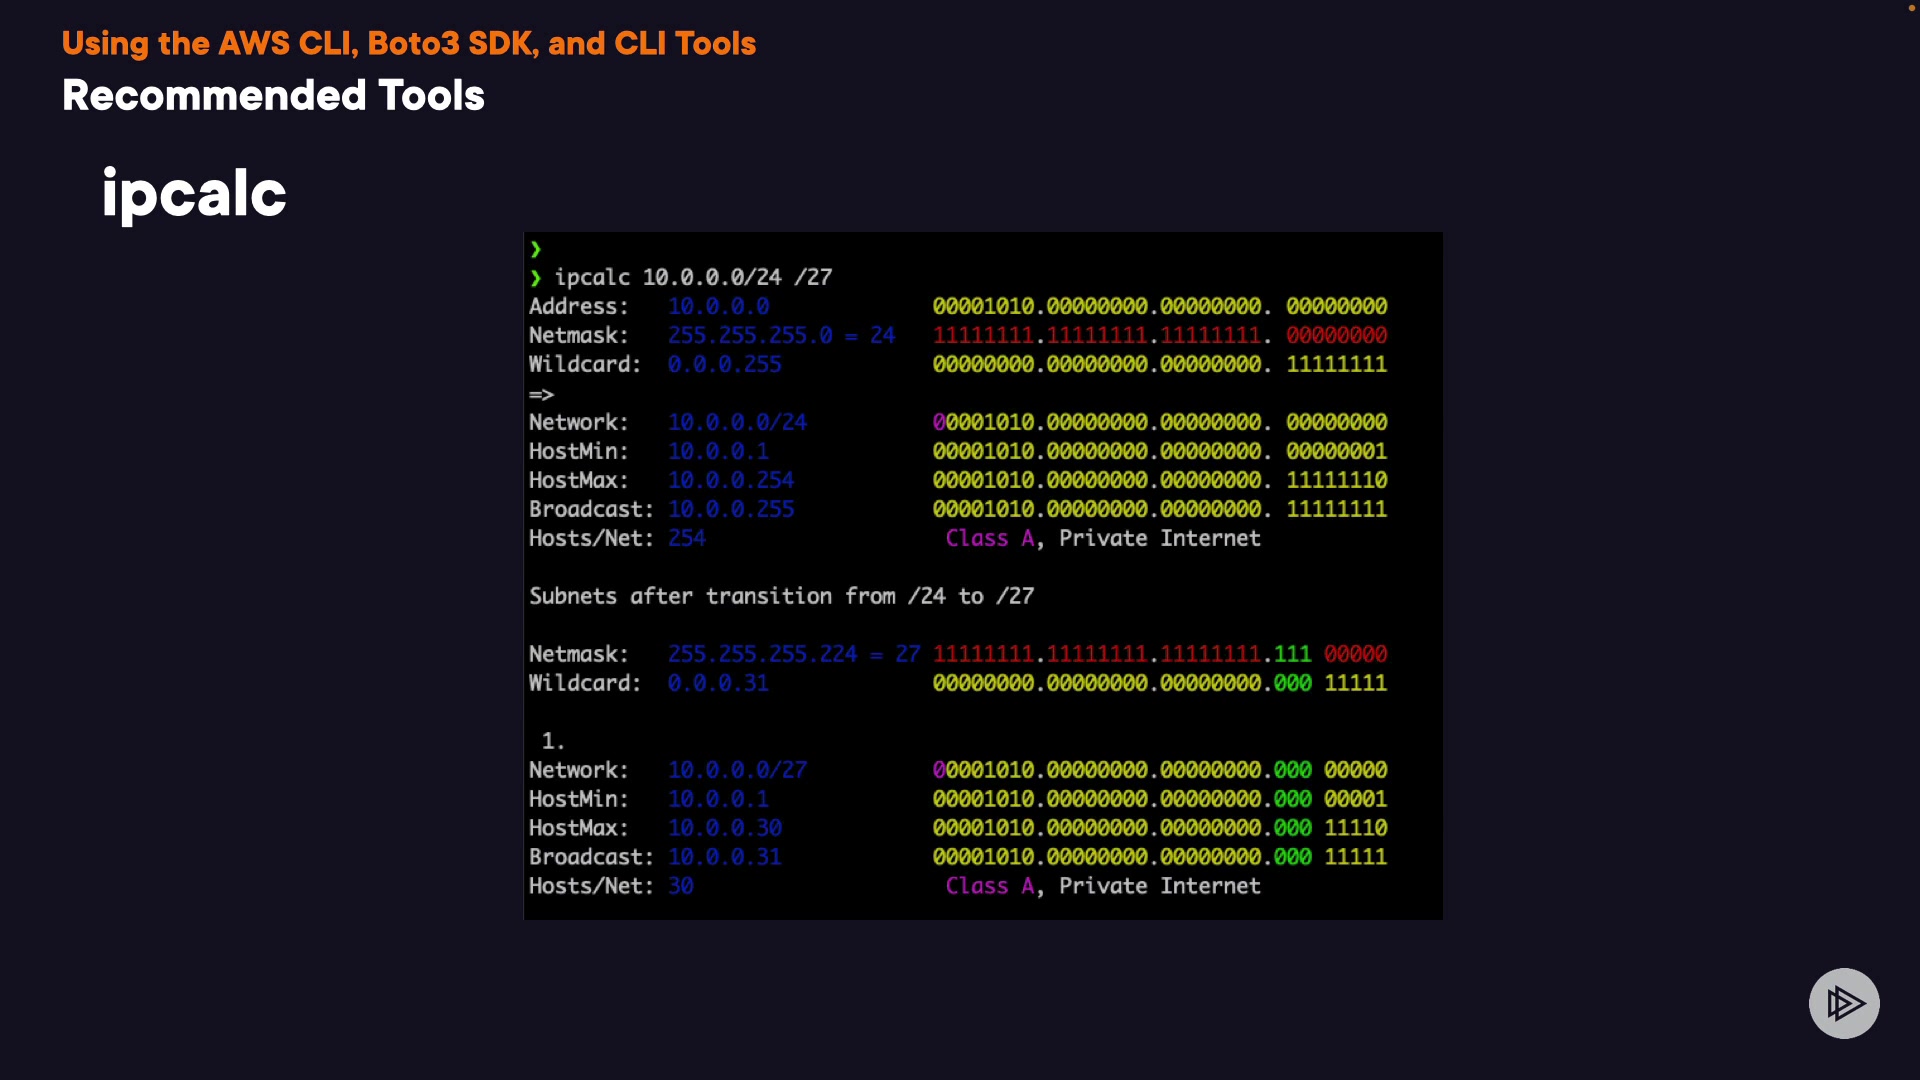 Using the AWS CLI, Boto3 SDK, and CLI Tools
Recommended Tools
ipcalc
❯
❯ ipcalc 10.0.0.0/24 /27
Address:   10.0.0.0             00001010.00000000.00000000. 00000000
Netmask:   255.255.255.0 = 24   11111111.11111111.11111111. 00000000
Wildcard:  0.0.0.255            00000000.00000000.00000000. 11111111
=>
Network:   10.0.0.0/24          00001010.00000000.00000000. 00000000
HostMin:   10.0.0.1             00001010.00000000.00000000. 00000001
HostMax:   10.0.0.254           00001010.00000000.00000000. 11111110
Broadcast: 10.0.0.255           00001010.00000000.00000000. 11111111
Hosts/Net: 254                   Class A, Private Internet
Subnets after transition from /24 to /27
Netmask:   255.255.255.224 = 27 11111111.11111111.11111111.111 00000
Wildcard:  0.0.0.31             00000000.00000000.00000000.000 11111
1.
Network:   10.0.0.0/27          00001010.00000000.00000000.000 00000
HostMin:   10.0.0.1             00001010.00000000.00000000.000 00001
HostMax:   10.0.0.30            00001010.00000000.00000000.000 11110
Broadcast: 10.0.0.31            00001010.00000000.00000000.000 11111
Hosts/Net: 30                    Class A, Private Internet